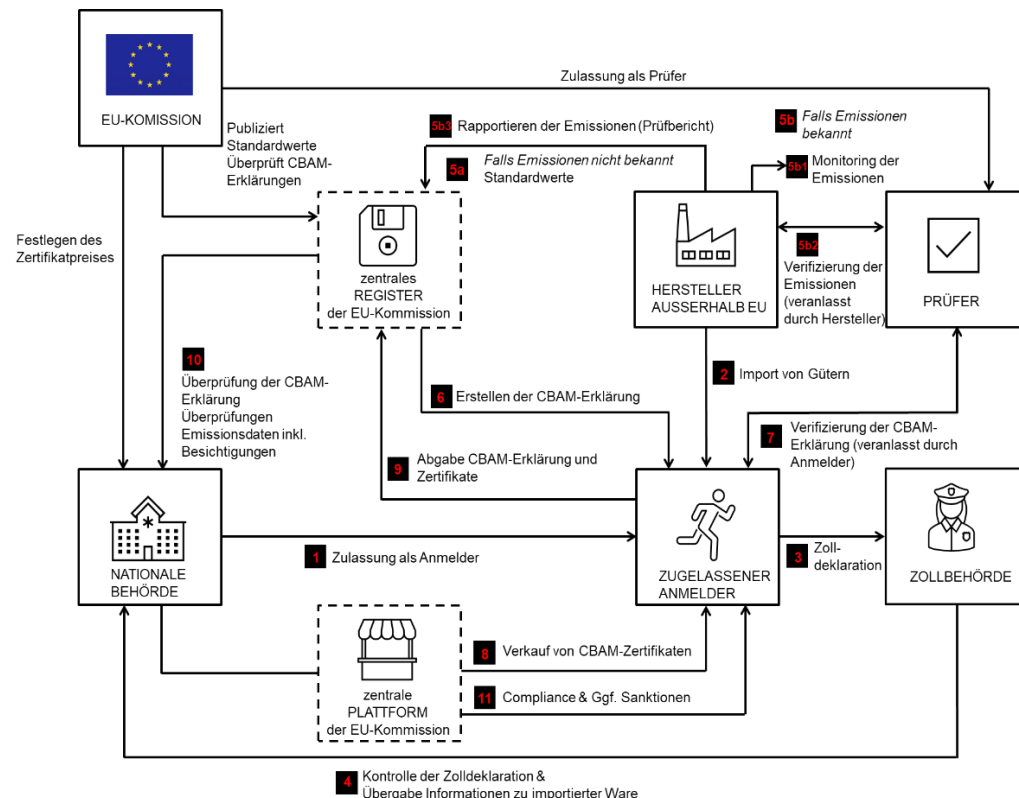 EU-KOMISSION
Zulassung als Prüfer
Publiziert
Standardwerte
Überprüft CBAM-
Erklärungen
5b3 Rapportieren der Emissionen (Prüfbericht)
5a Falls Emissionen nicht bekannt
Standardwerte
5b Falls Emissionen
bekannt
5b1 Monitoring der
Emissionen
Festlegen des
Zertifikatpreises
zentrales
REGISTER
der EU-Kommission
HERSTELLER
AUSSERHALB EU
5b2
Verifizierung der
Emissionen
(veranlasst
durch Hersteller)
PRÜFER
10
Überprüfung der CBAM-
Erklärung
Überprüfungen
Emissionsdaten inkl.
Besichtigungen
6 Erstellen der CBAM-Erklärung
2 Import von Gütern
9 Abgabe CBAM-Erklärung und
Zertifikate
7 Verifizierung der CBAM-
Erklärung (veranlasst durch
Anmelder)
NATIONALE
BEHÖRDE
1 Zulassung als Anmelder
ZUGELASSENER
ANMELDER
3 Zoll-
deklaration
ZOLLBEHÖRDE
zentrale
PLATTFORM
der EU-Kommission
8 Verkauf von CBAM-Zertifikaten
11 Compliance & Ggf. Sanktionen
4 Kontrolle der Zolldeklaration &
Übergabe Informationen zu importierter Ware